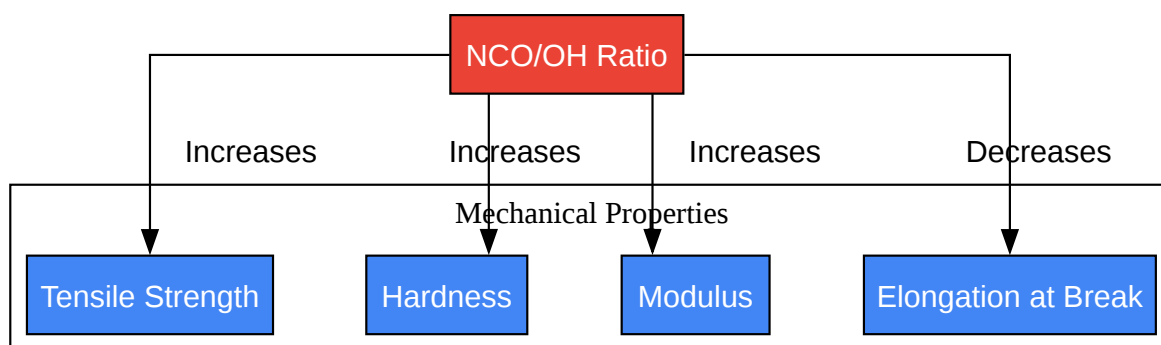 NCO/OH Ratio
Increases
Increases
Increases
Decreases
Mechanical Properties
Tensile Strength
Hardness
Modulus
Elongation at Break